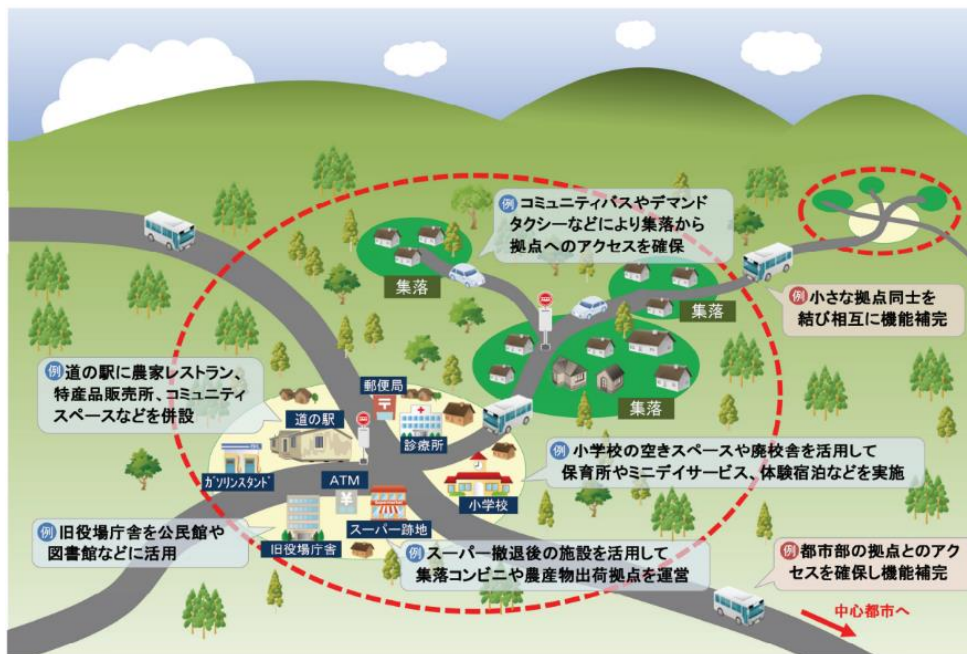 例 コミュニティバスやデマンド
タクシーなどにより集落から
拠点へのアクセスを確保
集落
集落
集落
例 小さな拠点同士を
結び相互に機能補完
例 道の駅に農家レストラン、
特産品販売所、コミュニティ
スペースなどを併設
郵便局
道の駅
診療所
ガソリンスタンド
ATM
小学校
旧役場庁舎
スーパー跡地
例 小学校の空きスペースや廃校舎を活用して
保育所やミニデイサービス、体験宿泊などを実施
例 旧役場庁舎を公民館や
図書館などに活用
例 スーパー撤退後の施設を活用して
集落コンビニや農産物出荷拠点を運営
例 都市部の拠点とのアク
セスを確保し機能補完
中心都市へ